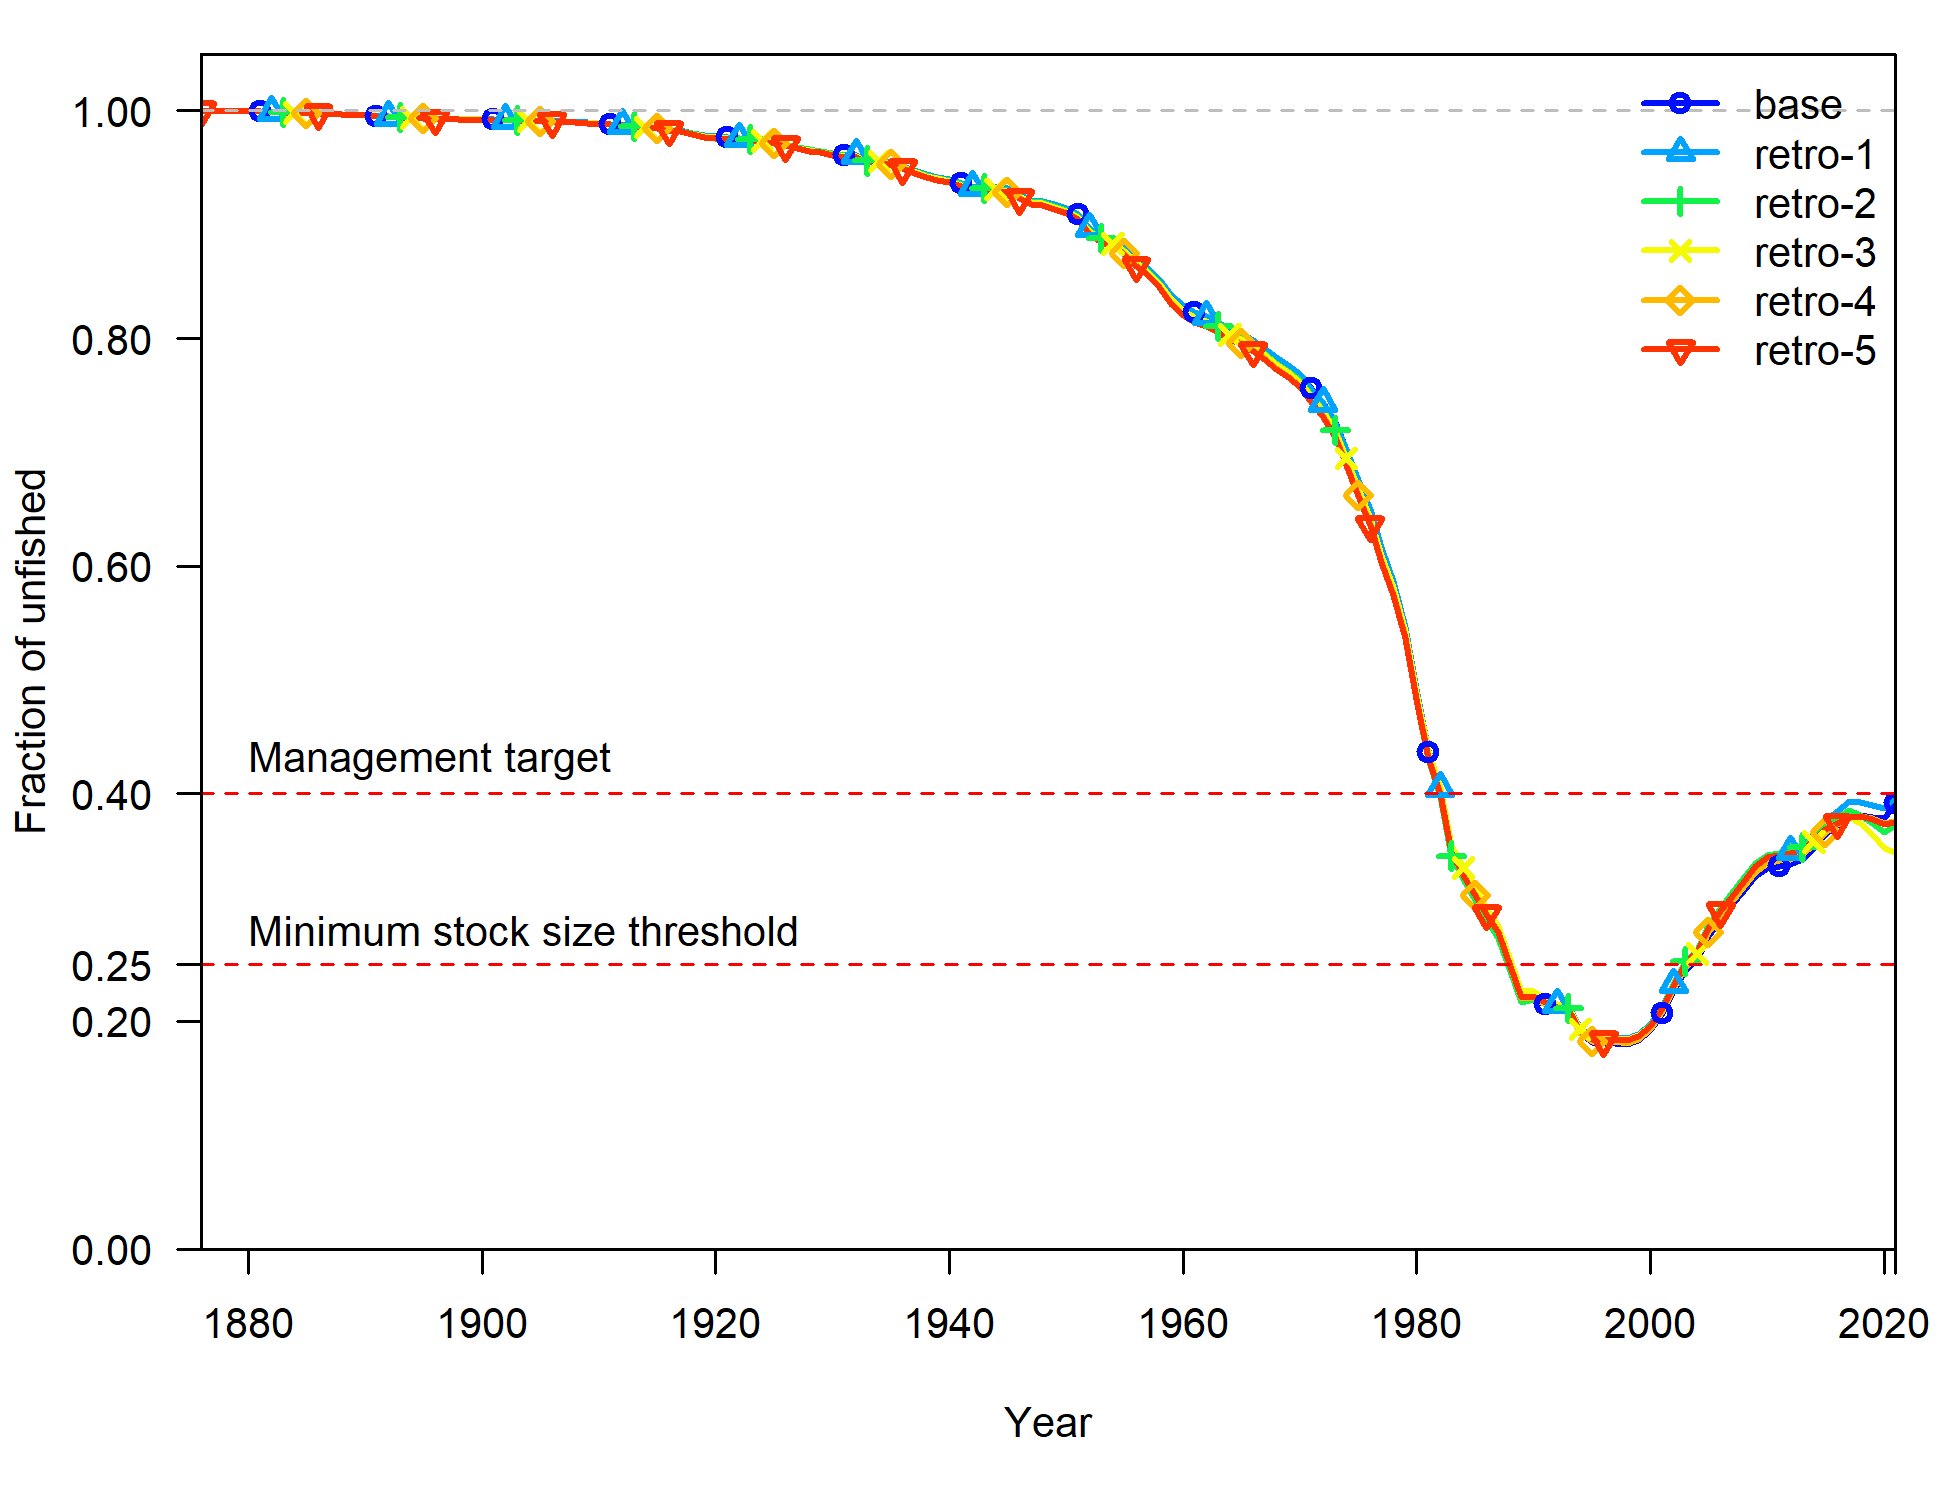 1.00
0.80
0.60
0.40
0.25
0.20
0.00
Fraction of unfished
base
retro-1
retro-2
retro-3
retro-4
retro-5
Management target
Minimum stock size threshold
1880 1900 1920 1940 1960 1980 2000 2020
Year